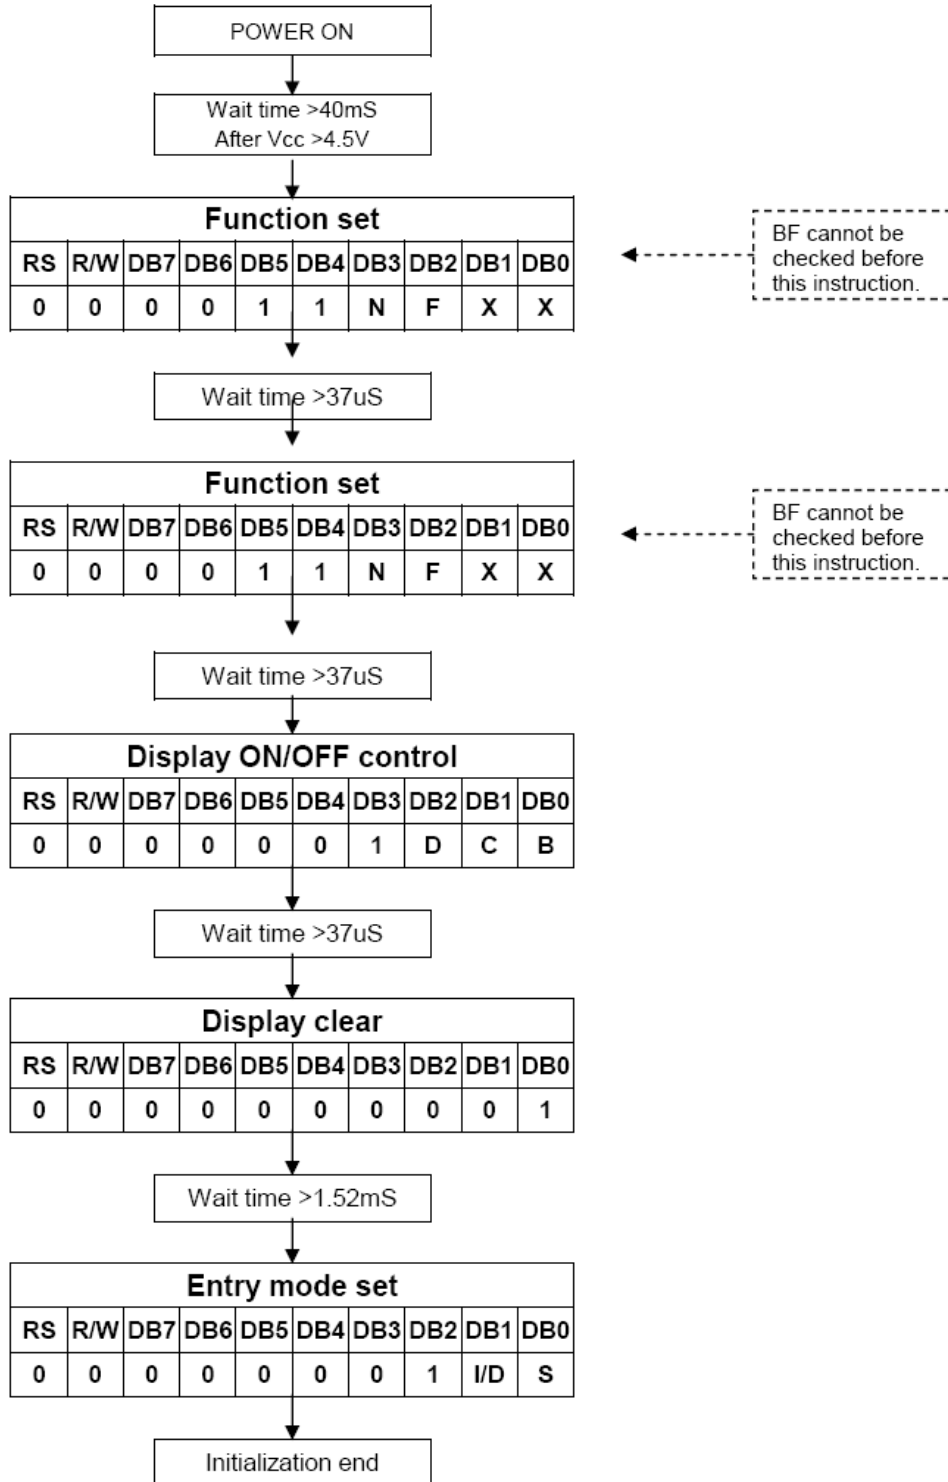 POWER ON
Wait time >40mS
After Vcc >4.5V
Function set
RS R/W DB7 DB6 DB5 DB4 DB3 DB2 DB1 DB0
0 0 0 0 1 1 N F X X
BF cannot be
checked before
this instruction.
Wait time >37uS
Function set
RS R/W DB7 DB6 DB5 DB4 DB3 DB2 DB1 DB0
0 0 0 0 1 1 N F X X
BF cannot be
checked before
this instruction.
Wait time >37uS
Display ON/OFF control
RS R/W DB7 DB6 DB5 DB4 DB3 DB2 DB1 DB0
0 0 0 0 0 0 1 D C B
Wait time >37uS
Display clear
RS R/W DB7 DB6 DB5 DB4 DB3 DB2 DB1 DB0
0 0 0 0 0 0 0 0 0 1
Wait time >1.52mS
Entry mode set
RS R/W DB7 DB6 DB5 DB4 DB3 DB2 DB1 DB0
0 0 0 0 0 0 0 1 I/D S
Initialization end